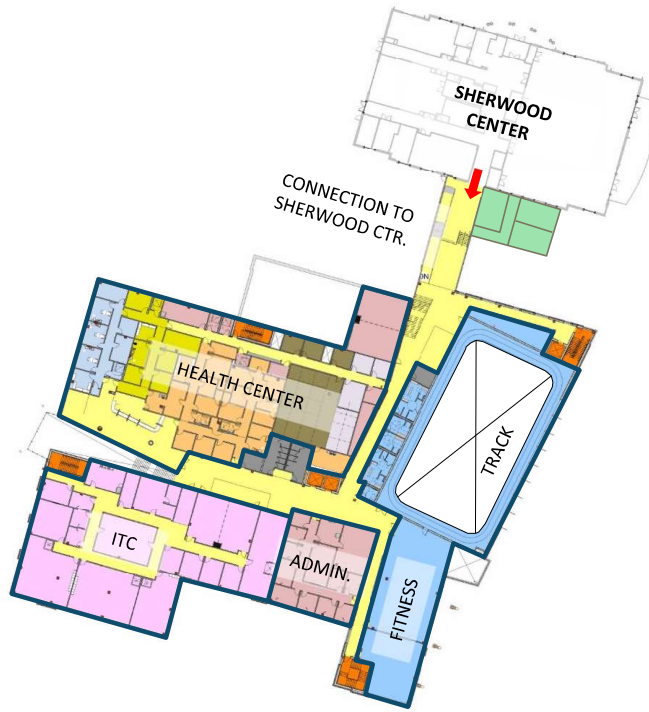 SHERWOOD
CENTER
CONNECTION TO
SHERWOOD CTR.
HEALTH CENTER
TRACK
ITC
ADMIN.
FITNESS